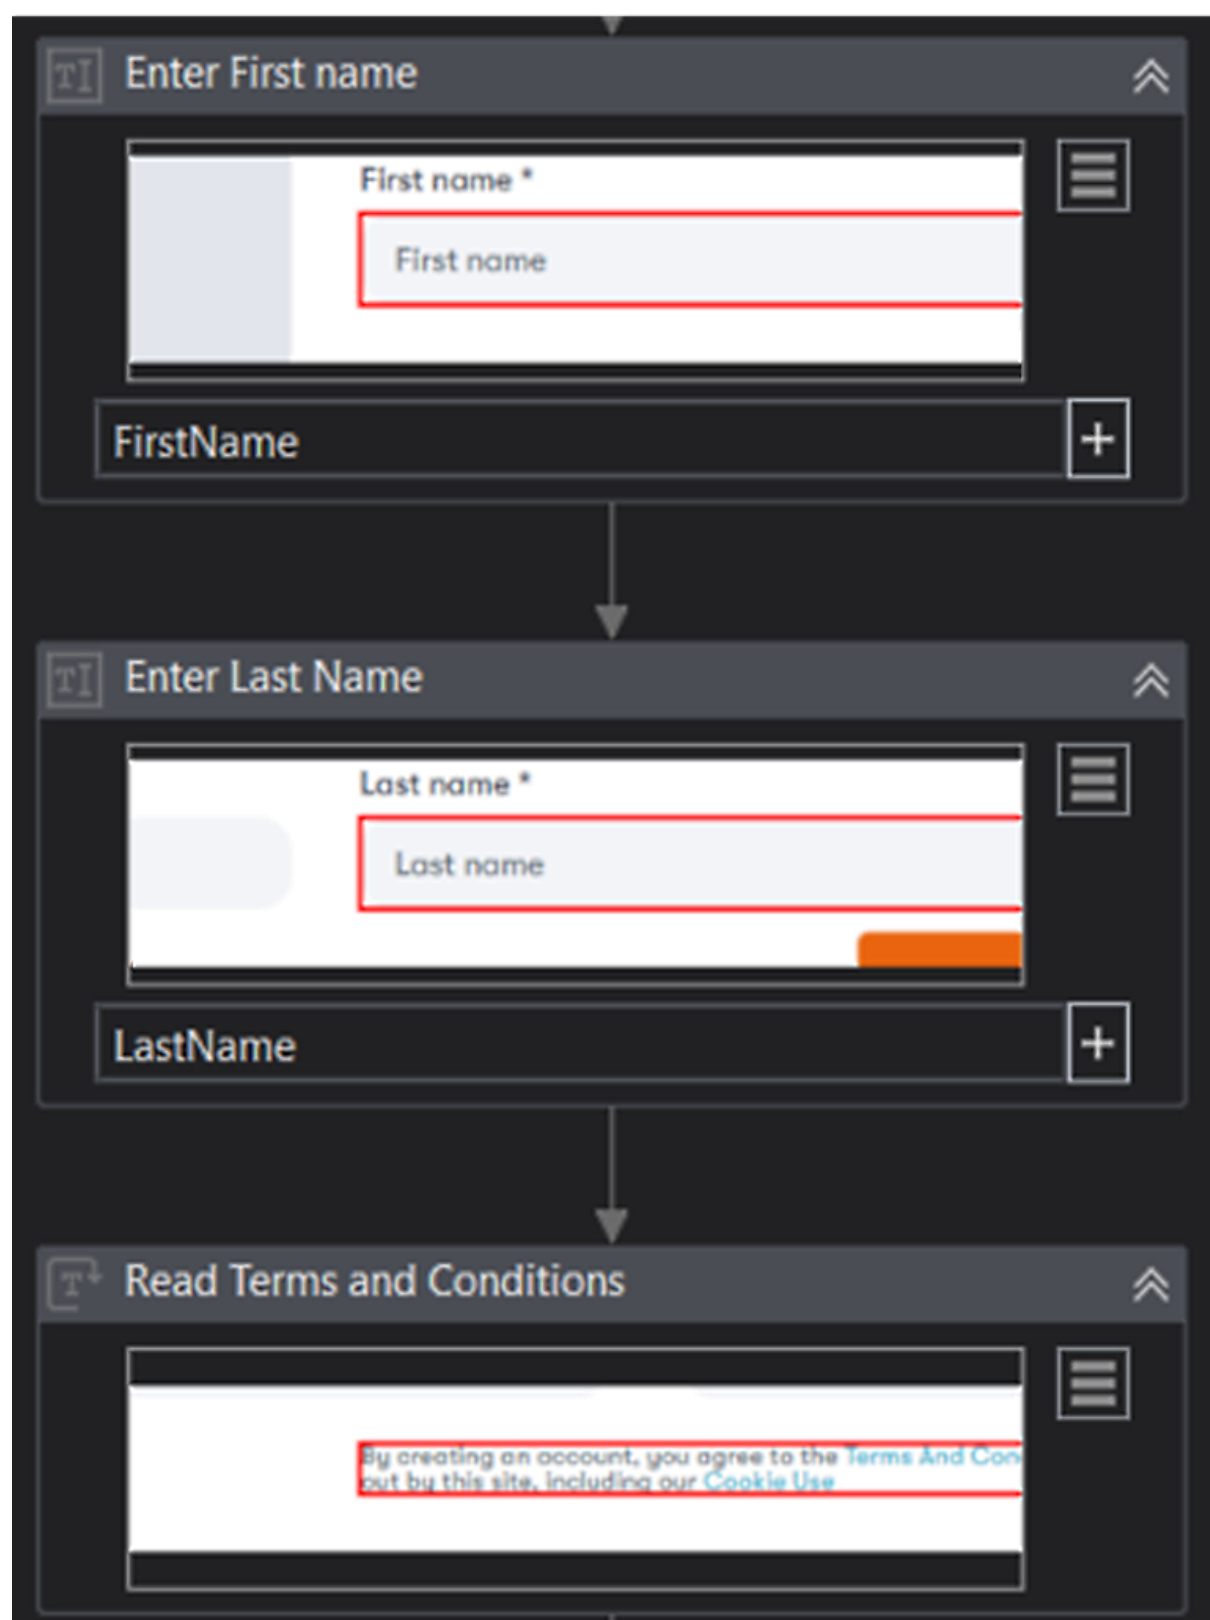 Enter First name
First name *
First name
FirstName
Enter Last Name
Last name *
Last name
LastName
Read Terms and Conditions
By creating an account, you agree to the Terms And Con
out by this site, including our Cookie Use